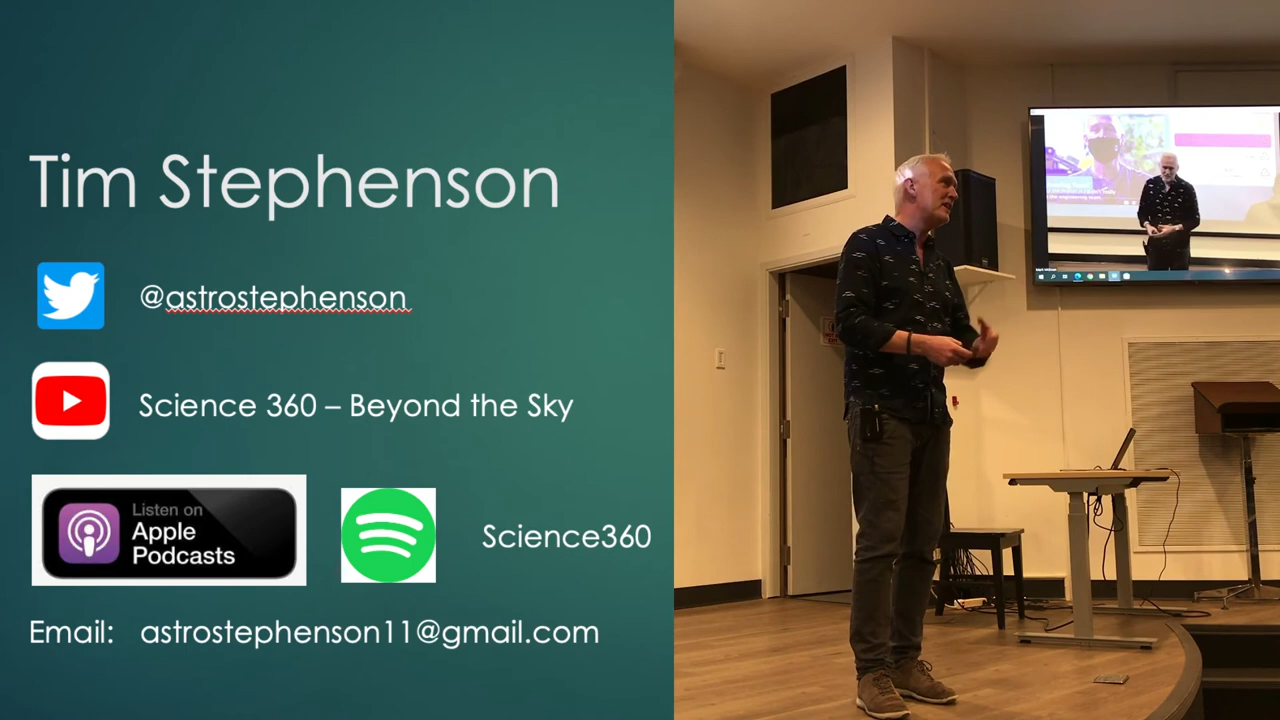 Tim Stephenson
@astrostephenson
Science 360 – Beyond the Sky
Listen on
Apple
Podcasts
Science360
Email: astrostephenson11@gmail.com